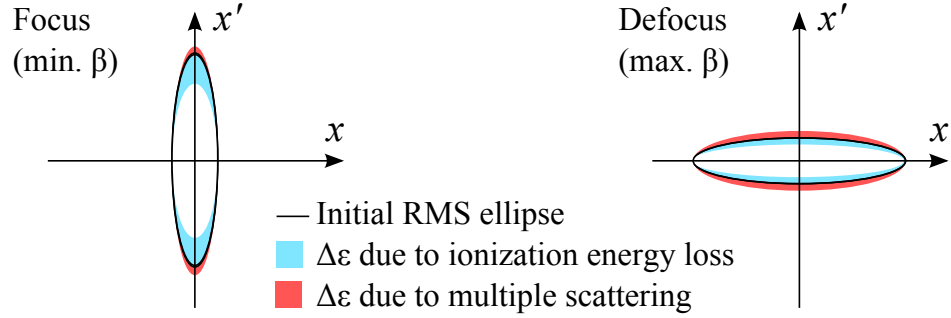 Focus
(min. β)
x′
x
Defocus
(max. β)
x′
x
Initial RMS ellipse
Δε due to ionization energy loss
Δε due to multiple scattering